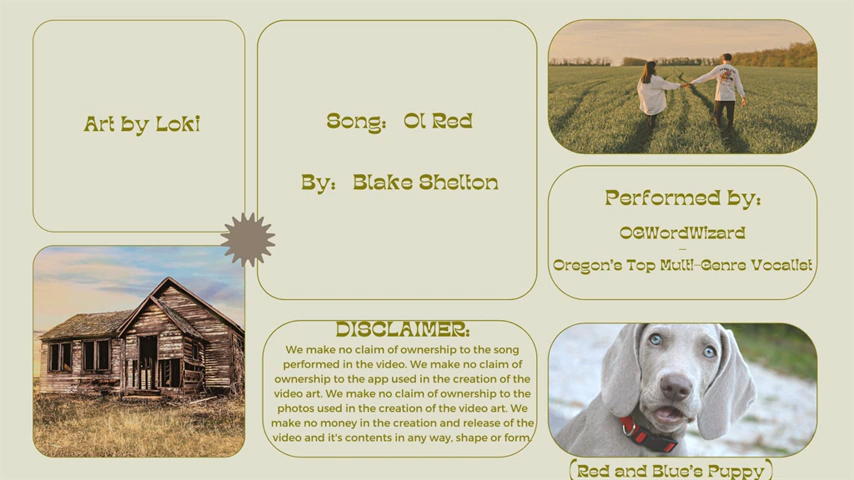 Art by Loki
Song: Ol Red
By: Blake Shelton
Performed by:
OGWordWizard
–
Oregon's Top Multi-Genre Vocalist
DISCLAIMER:
We make no claim of ownership to the song
performed in the video. We make no claim of
ownership to the app used in the creation of the
video art. We make no claim of ownership to the
photos used in the creation of the video art. We
make no money in the creation and release of the
video and it's contents in any way, shape or form.
(Red and Blue's Puppy)